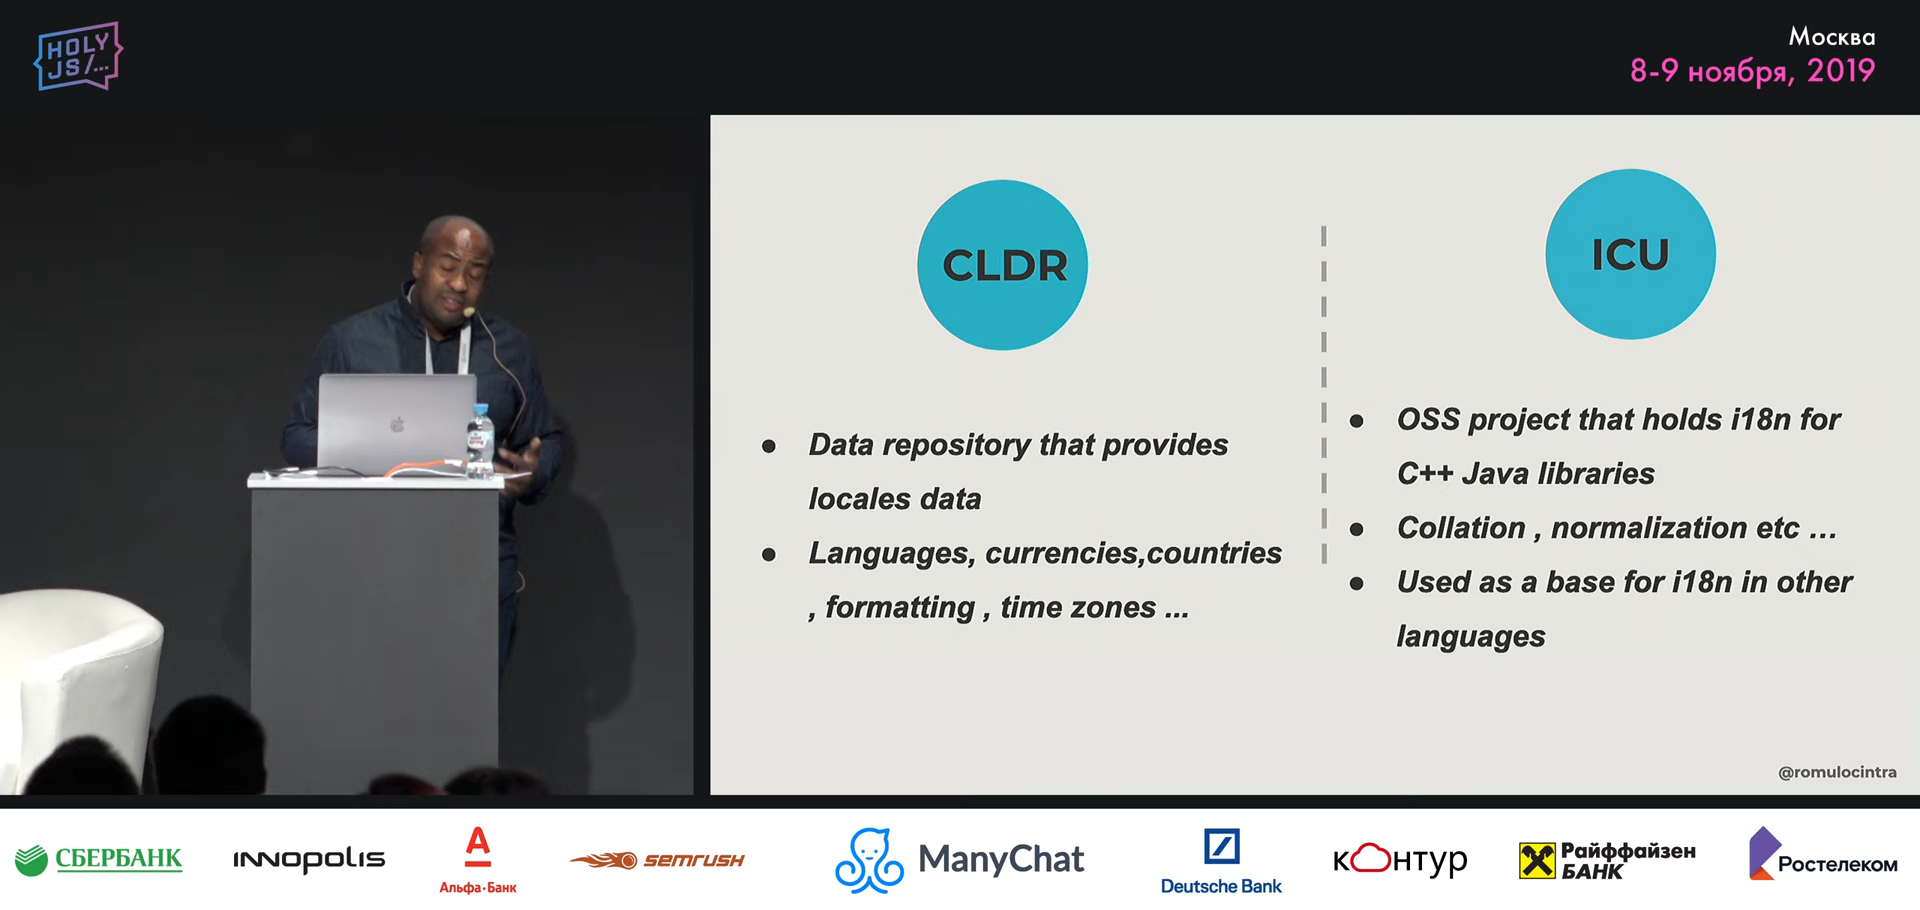 HOLY
JS/...
Москва
8-9 ноября, 2019
CLDR
● Data repository that provides
locales data
● Languages, currencies,countries
, formatting , time zones ...
ICU
● OSS project that holds i18n for
C++ Java libraries
● Collation , normalization etc …
● Used as a base for i18n in other
languages
@romulocintra
СБЕРБАНК
INNOPOLIS
А
Альфа·Банк
semrush
ManyChat
Deutsche Bank
контур
Райффайзен
БАНК
Ростелеком